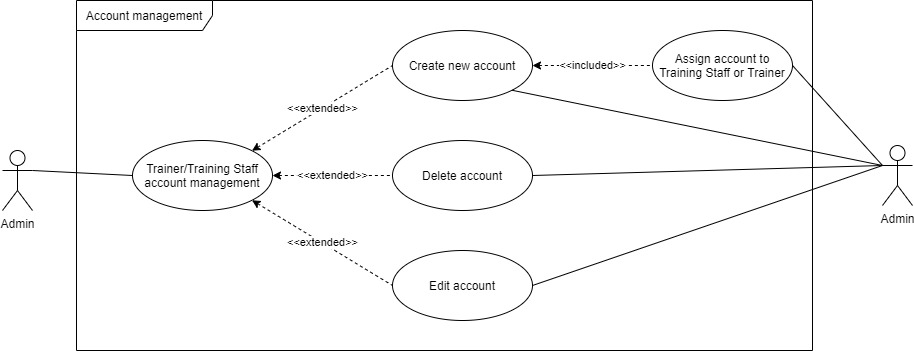 Account management
Create new account
<<included>>
Assign account to
Training Staff or Trainer
<<extended>>
Trainer/Training Staff
account management
<<extended>>
Delete account
<<extended>>
Edit account
Admin
Admin